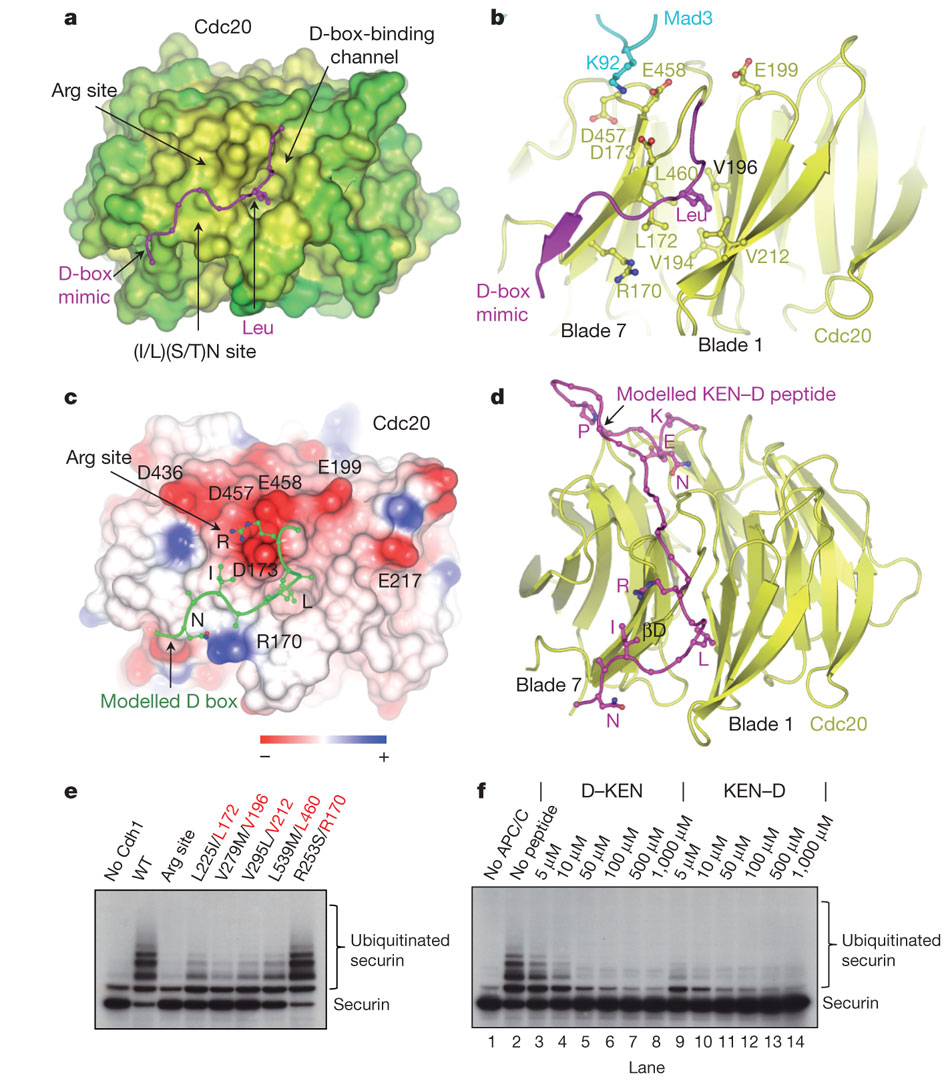 a
Cdc20
D-box-binding
channel
Arg site
D-box
mimic
Leu
(I/L)(S/T)N site
b
Mad3
K92
E458
E199
D457
D173
L460
V196
Leu
L172
V194
V212
R170
D-box
mimic
Blade 7
Blade 1
Cdc20
c
Cdc20
Arg site
D436
D457
E458
E199
R
D173
I
L
E217
N
R170
Modelled D box
–
+
d
Modelled KEN–D peptide
P
K
E
N
R
I
βD
L
Blade 7
N
Blade 1
Cdc20
e
No Cdh1
WT
Arg site
L225I/L172
V279M/V196
V295L/V212
L539M/L460
R253S/R170
Ubiquitinated
securin
Securin
f
D–KEN
KEN–D
No APC/C
No peptide
5 μM
10 μM
50 μM
100 μM
500 μM
1,000 μM
5 μM
10 μM
50 μM
100 μM
500 μM
1,000 μM
Ubiquitinated
securin
Securin
1 2 3 4 5 6 7 8 9 10 11 12 13 14
Lane